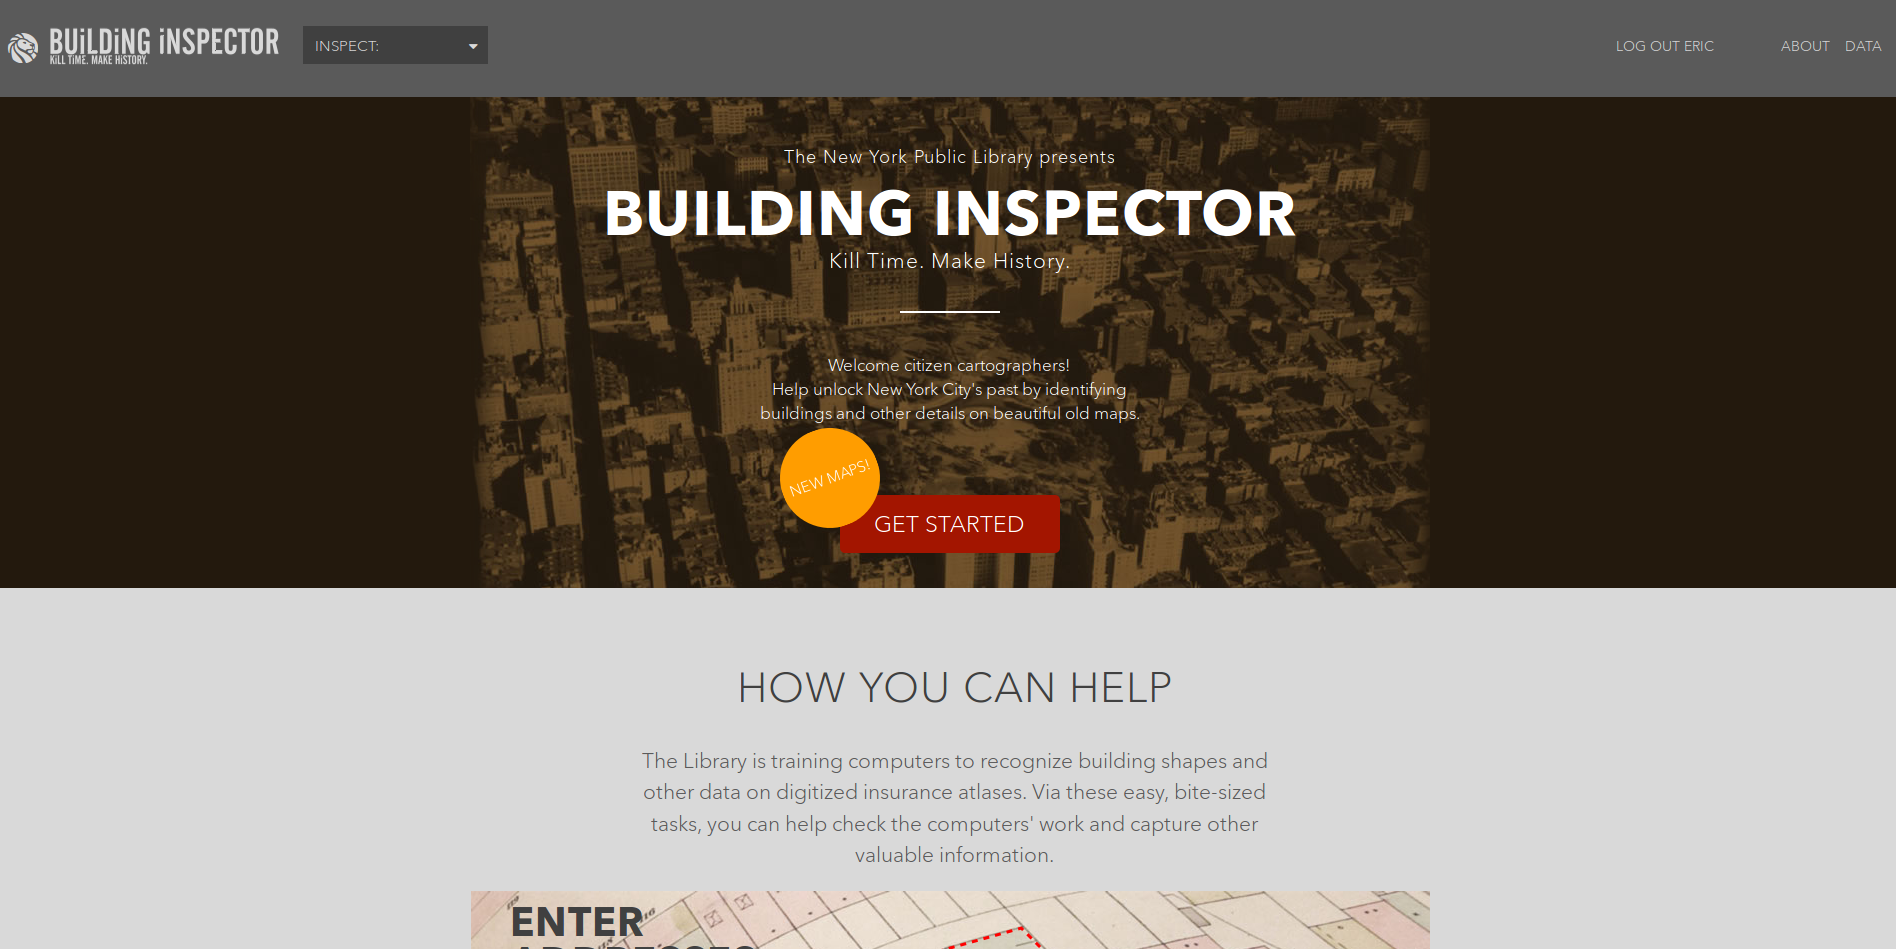 BUiLDiNG iNSPECTOR
KiLL TiME. MAKE HiSTORY.
INSPECT:
LOG OUT ERIC
ABOUT
DATA
The New York Public Library presents
BUILDING INSPECTOR
Kill Time. Make History.
Welcome citizen cartographers!
Help unlock New York City's past by identifying
buildings and other details on beautiful old maps.
NEW MAPS!
GET STARTED
HOW YOU CAN HELP
The Library is training computers to recognize building shapes and
other data on digitized insurance atlases. Via these easy, bite-sized
tasks, you can help check the computers' work and capture other
valuable information.
ENTER
ADDRESSES